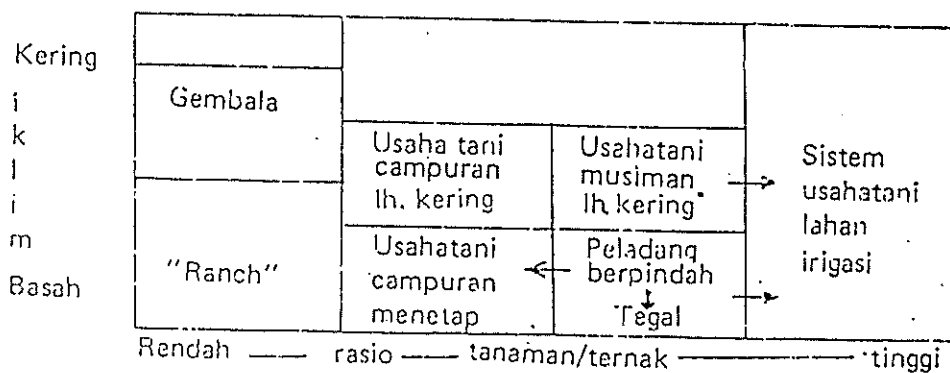 Kering
i
k
l
i
m
Basah
Gembala
"Ranch"
Usaha tani
campuran
lh. kering
Usahatani
musiman
lh. kering
Usahatani
campuran
menetap
Peladang
berpindah
Tegal
Sistem
usahatani
lahan
irigasi
Rendah rasio tanaman/ternak tinggi